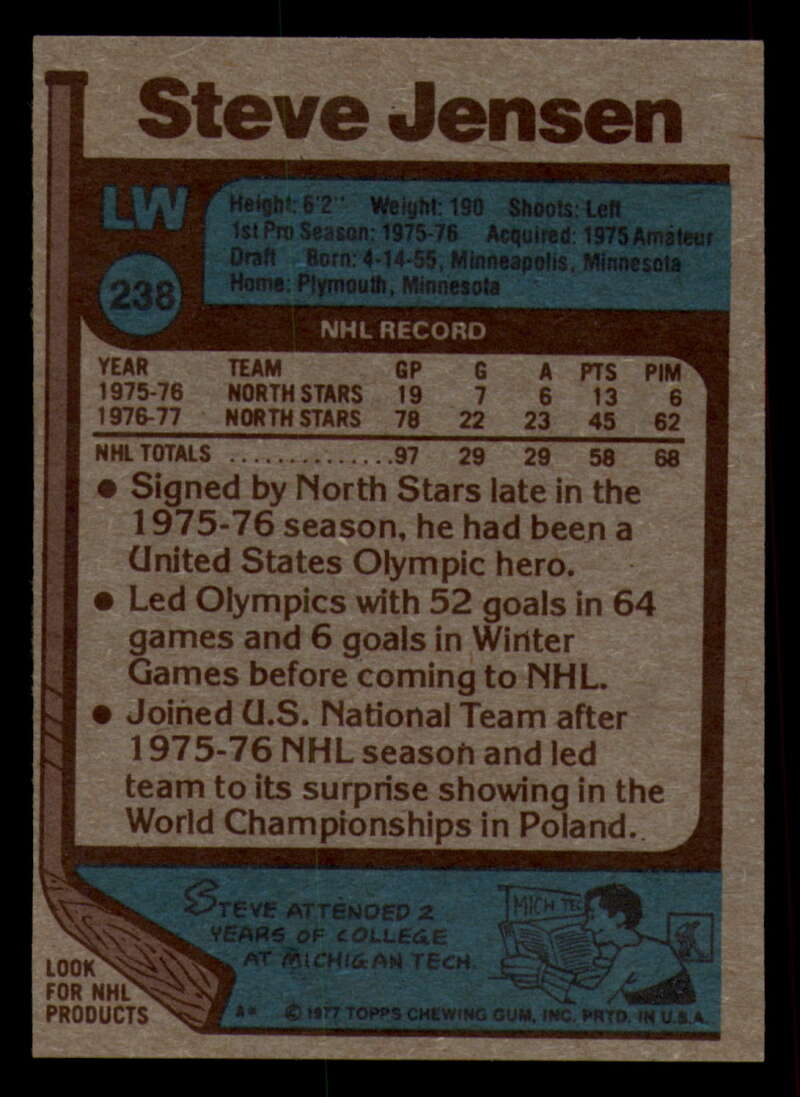 Steve Jensen
LW
238
Height: 6'2" Weight: 190 Shoots: Left
1st Pro Season: 1975-76 Acquired: 1975 Amateur
Draft Born: 4-14-55, Minneapolis, Minnesota
Home: Plymouth, Minnesota
NHL RECORD
YEAR TEAM GP G A PTS PIM
1975-76 NORTH STARS 19 7 6 13 6
1976-77 NORTH STARS 78 22 23 45 62
NHL TOTALS ...............97 29 29 58 68
● Signed by North Stars late in the
1975-76 season, he had been a
United States Olympic hero.
● Led Olympics with 52 goals in 64
games and 6 goals in Winter
Games before coming to NHL.
● Joined U.S. National Team after
1975-76 NHL season and led
team to its surprise showing in the
World Championships in Poland.
STEVE ATTENDED 2
YEARS OF COLLEGE
AT MICHIGAN TECH.
MICH TEC
LOOK
FOR NHL
PRODUCTS
A* © 1977 TOPPS CHEWING GUM, INC. PRTD. IN U.S.A.